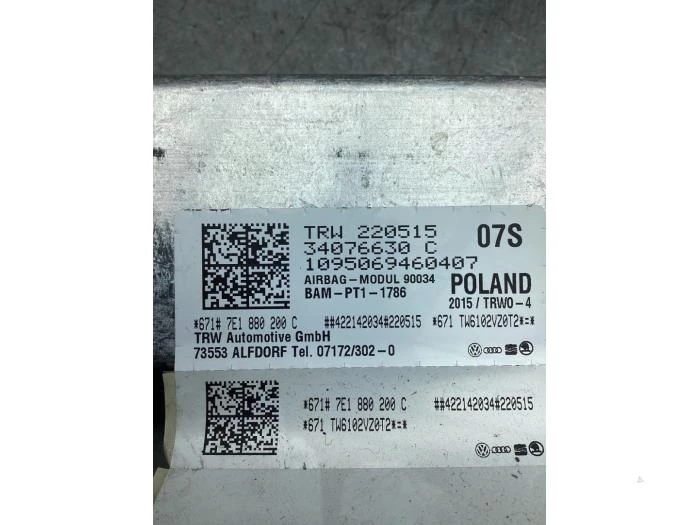 TRW 220515
34076630 C
1095069460407
07S
AIRBAG-MODUL 90034
BAM-PT1-1786
POLAND
2015 / TRWO-4
*671# 7E1 880 200 C ##422142034#220515 *671 TW6102VZ0T2*=*
TRW Automotive GmbH
73553 ALFDORF Tel. 07172/302-0
*671# 7E1 880 200 C ##422142034#220515
*671 TW6102VZ0T2*=*